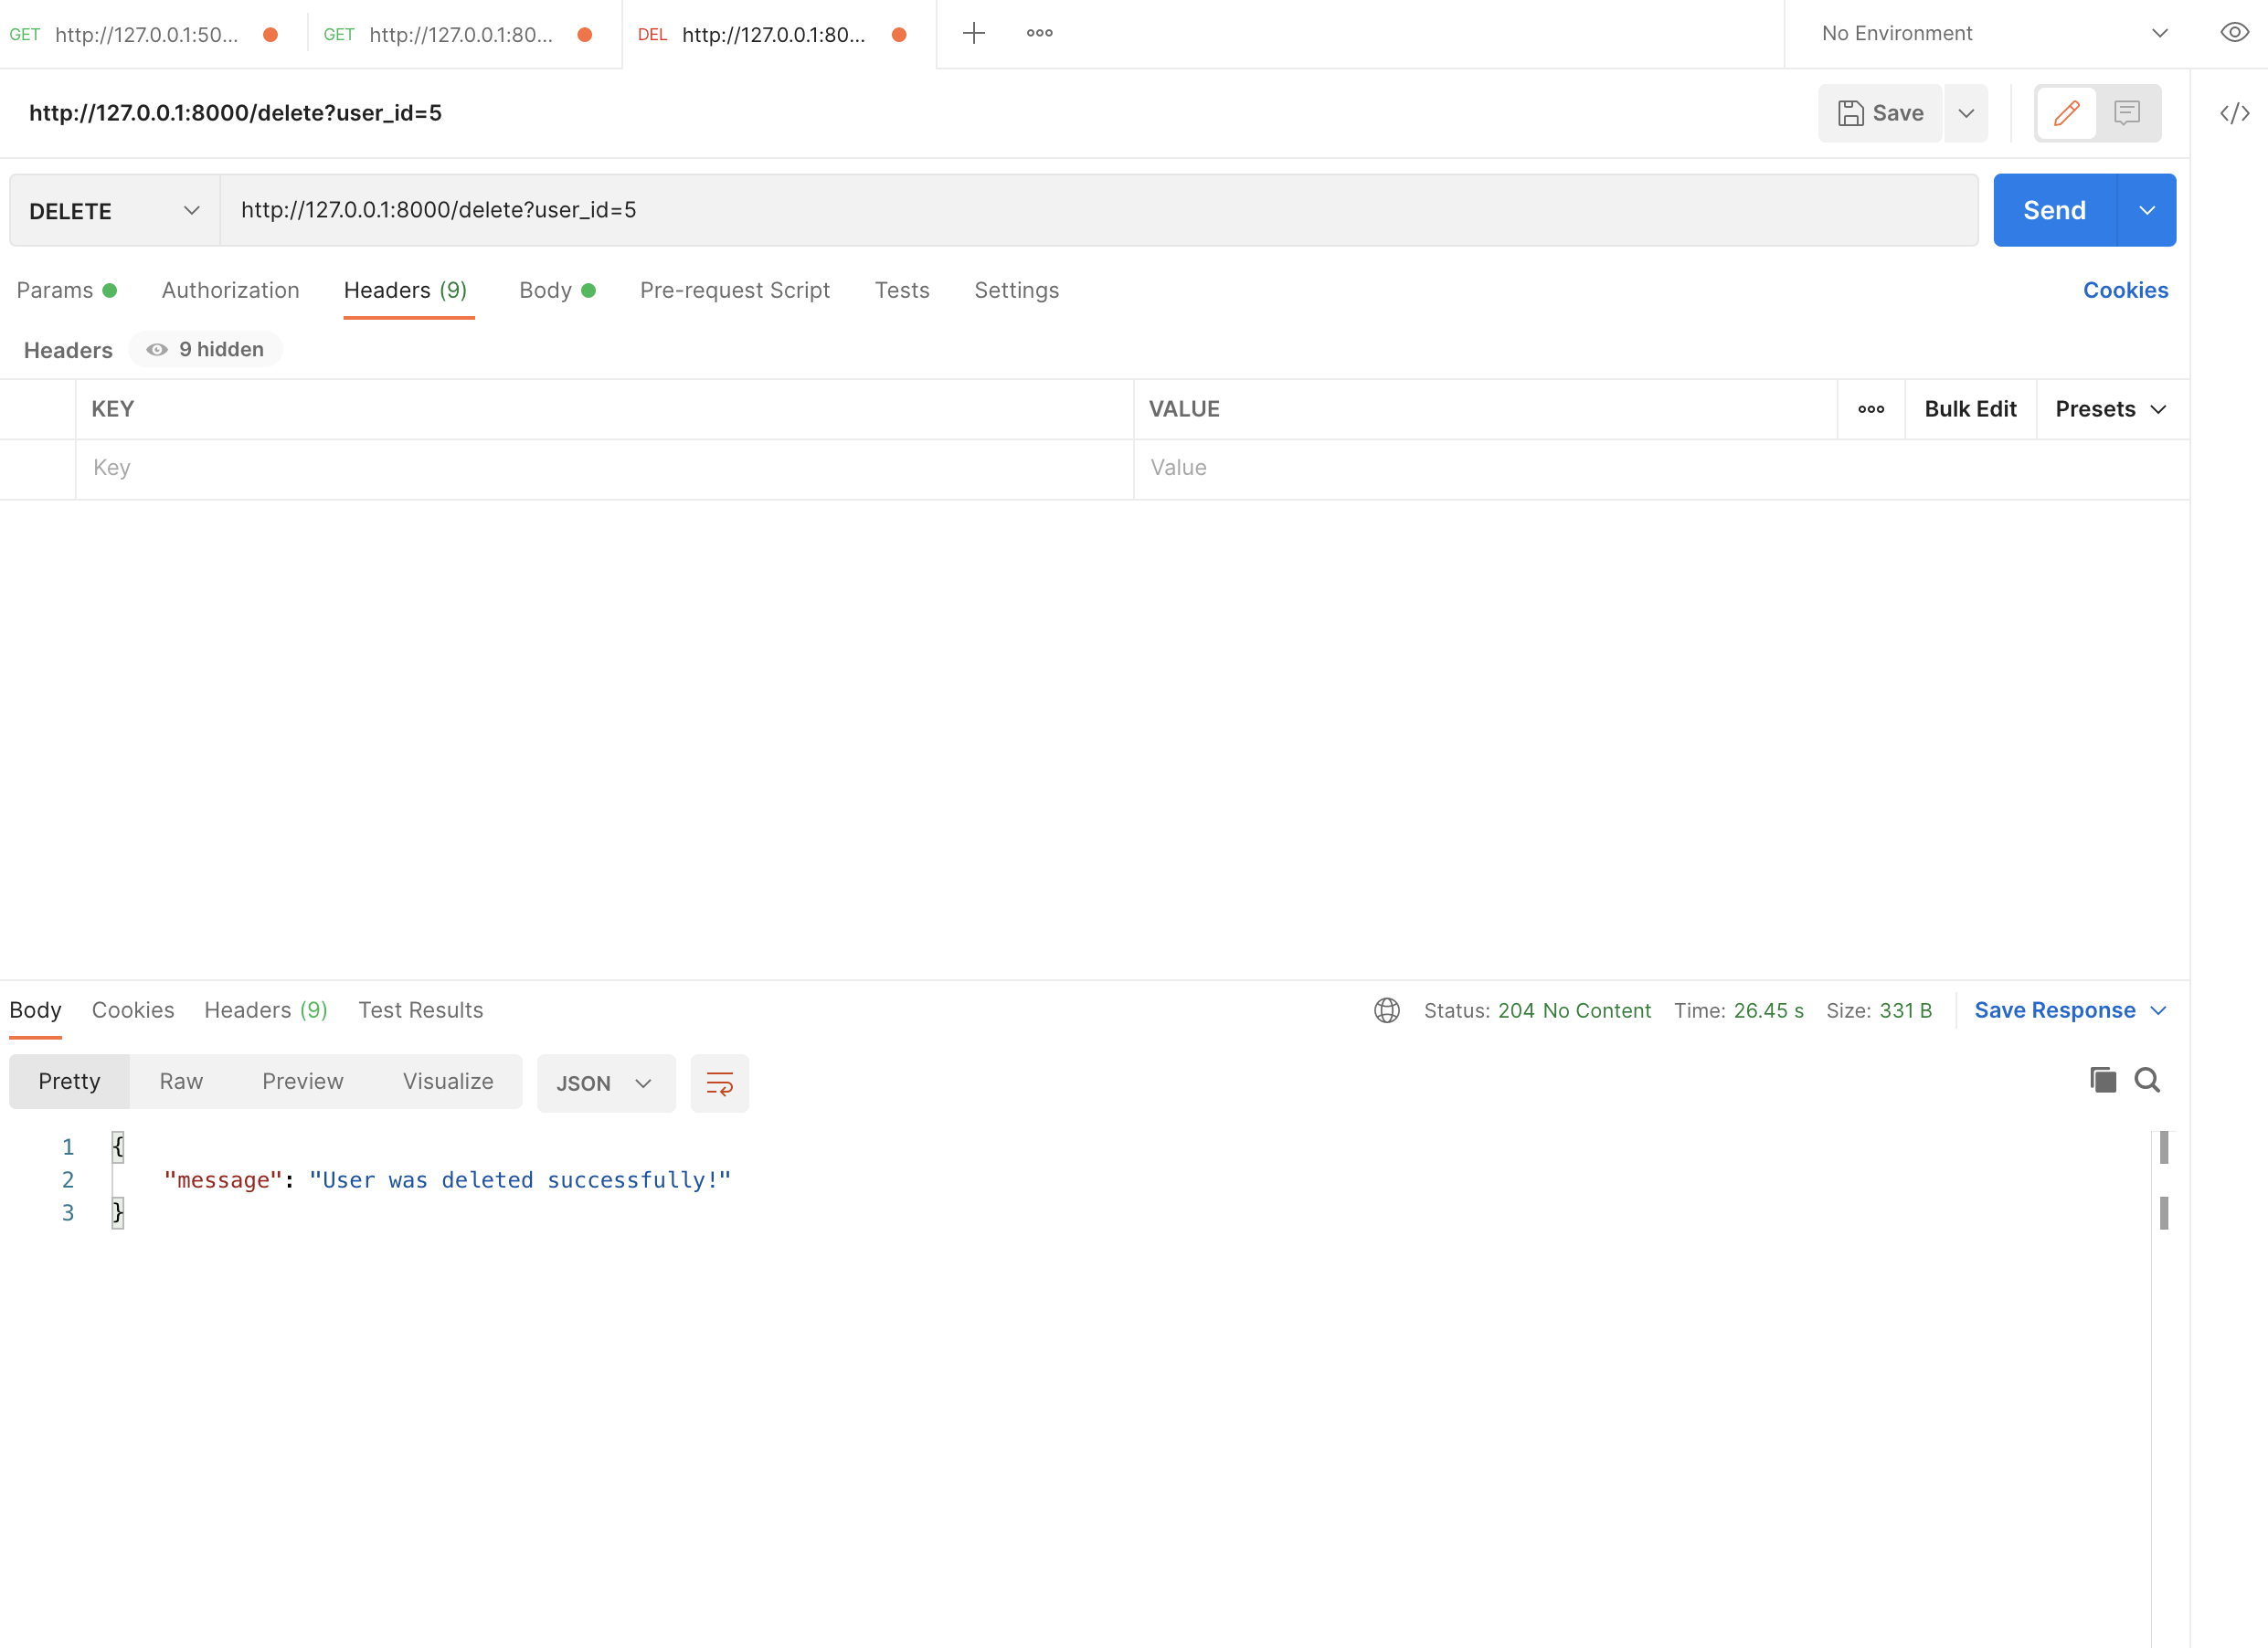 GET http://127.0.0.1:50... GET http://127.0.0.1:80... DEL http://127.0.0.1:80... No Environment
http://127.0.0.1:8000/delete?user_id=5 Save
DELETE http://127.0.0.1:8000/delete?user_id=5 Send
Params Authorization Headers (9) Body Pre-request Script Tests Settings Cookies
Headers 9 hidden
KEY VALUE Bulk Edit Presets
Key Value
Body Cookies Headers (9) Test Results Status: 204 No Content Time: 26.45 s Size: 331 B Save Response
Pretty Raw Preview Visualize JSON
1 {
2 "message": "User was deleted successfully!"
3 }